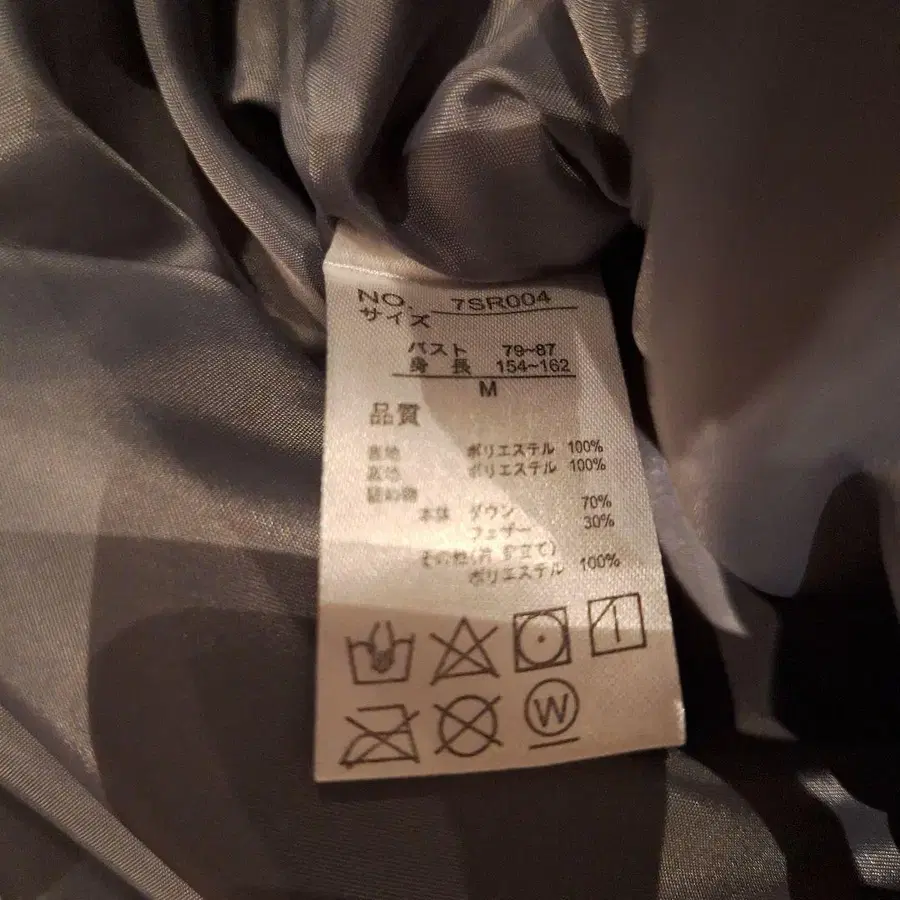 NO. 7SR004
サイズ
バスト 79~87
身長 154~162
M
品質
表地 ポリエステル 100%
裏地 ポリエステル 100%
詰め物
本体 ダウン 70%
フェザー 30%
その他(衿 立て)
ポリエステル 100%
W